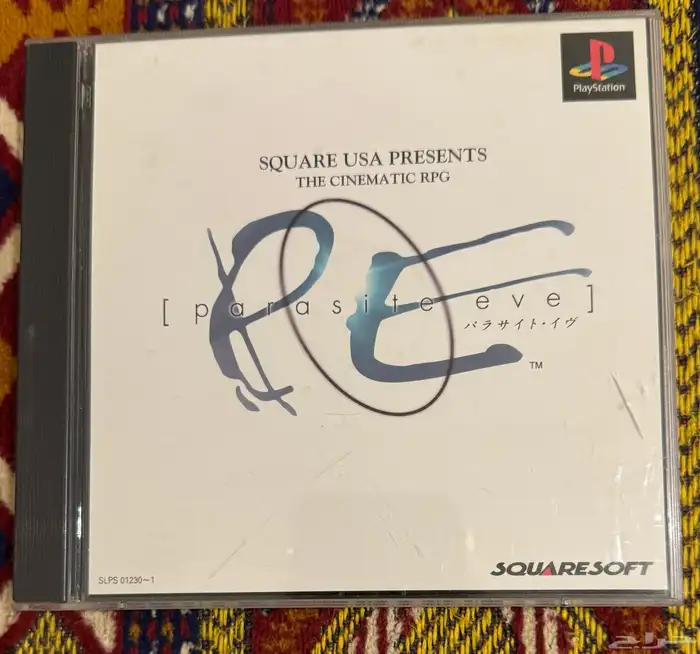 PlayStation
SQUARE USA PRESENTS
THE CINEMATIC RPG
[ parasite eve ]
パラサイト・イヴ
TM
SLPS 01230~1
SQUARESOFT
حراج